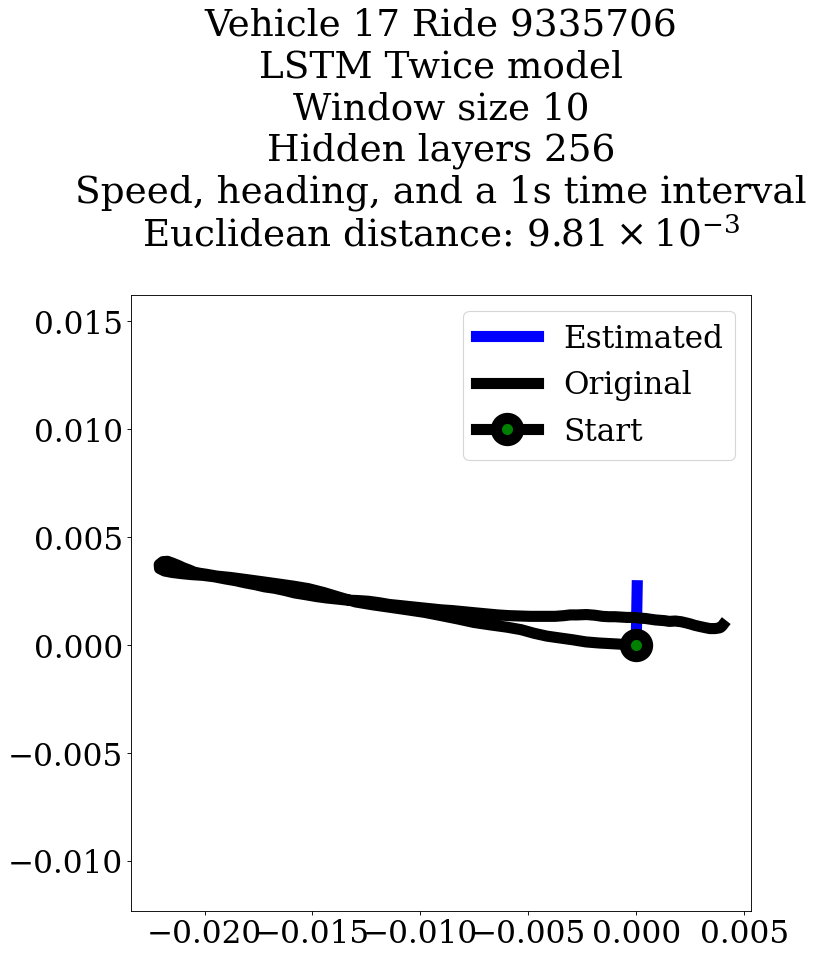 Vehicle 17 Ride 9335706
LSTM Twice model
Window size 10
Hidden layers 256
Speed, heading, and a 1s time interval
Euclidean distance: 9.81 × 10⁻³
Estimated
Original
Start
0.015
0.010
0.005
0.000
−0.005
−0.010
−0.020 −0.015 −0.010 −0.005 0.000 0.005